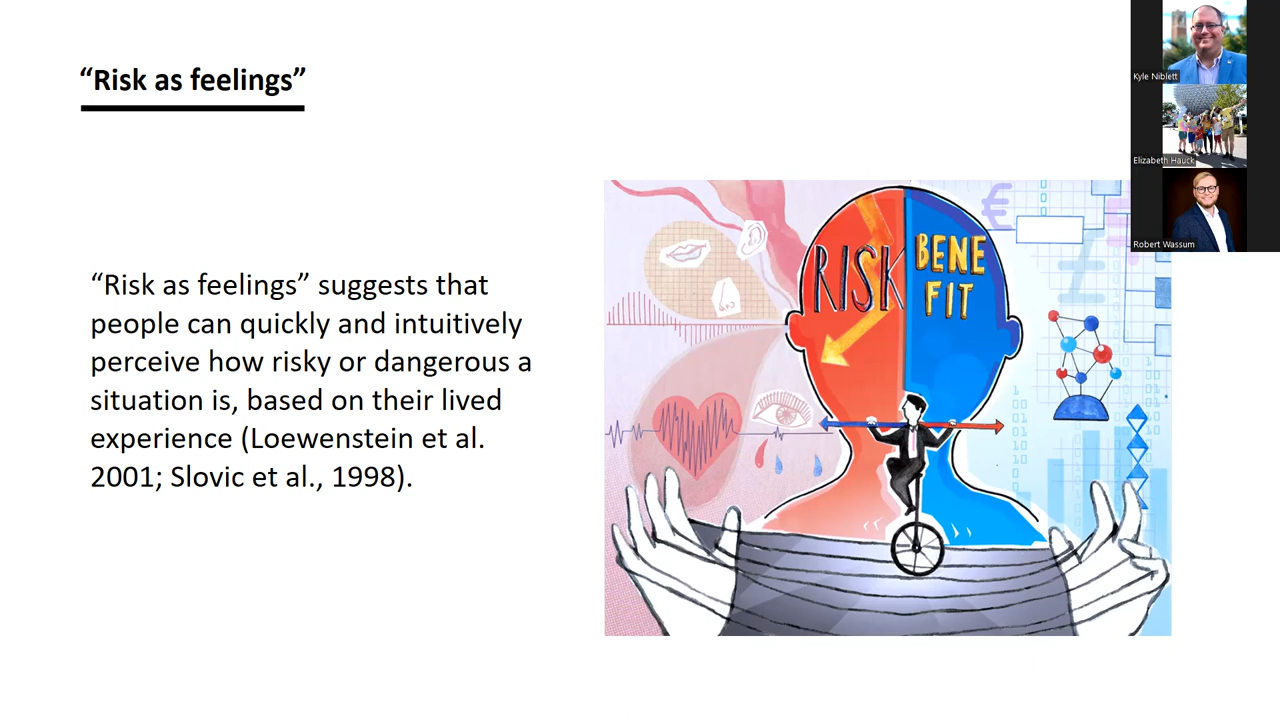 “Risk as feelings”
“Risk as feelings” suggests that
people can quickly and intuitively
perceive how risky or dangerous a
situation is, based on their lived
experience (Loewenstein et al.
2001; Slovic et al., 1998).
RISK
BENE
FIT
Kyle Niblett
Elizabeth Hauck
Robert Wassum